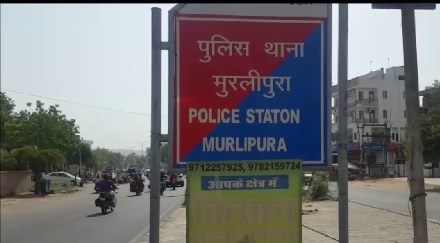 पुलिस थाना
मुरलीपुरा
POLICE STATON
MURLIPURA
9712257925, 9782159724
आपके क्षेत्र में